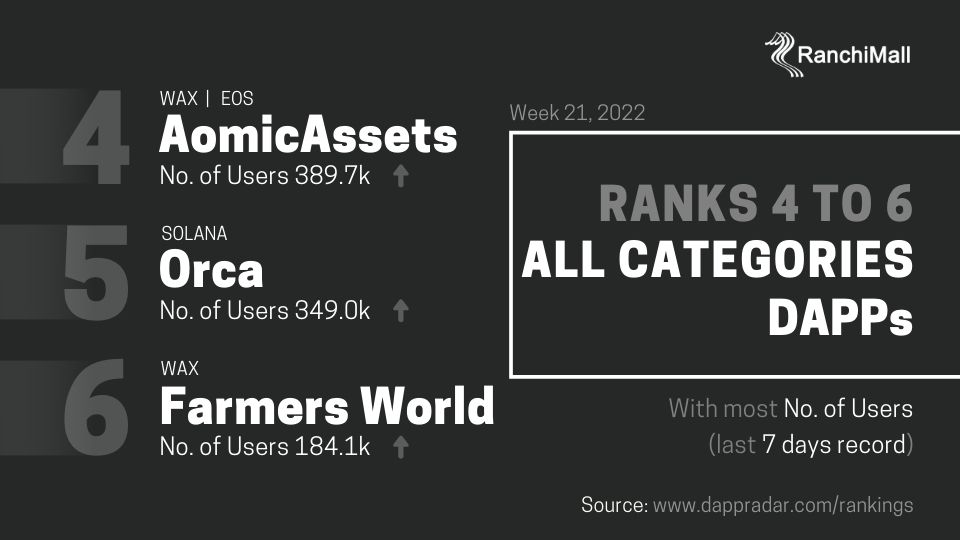 RanchiMall
4
WAX | EOS
AomicAssets
No. of Users 389.7k
5
SOLANA
Orca
No. of Users 349.0k
6
WAX
Farmers World
No. of Users 184.1k
Week 21, 2022
RANKS 4 TO 6
ALL CATEGORIES
DAPPs
With most No. of Users
(last 7 days record)
Source: www.dappradar.com/rankings